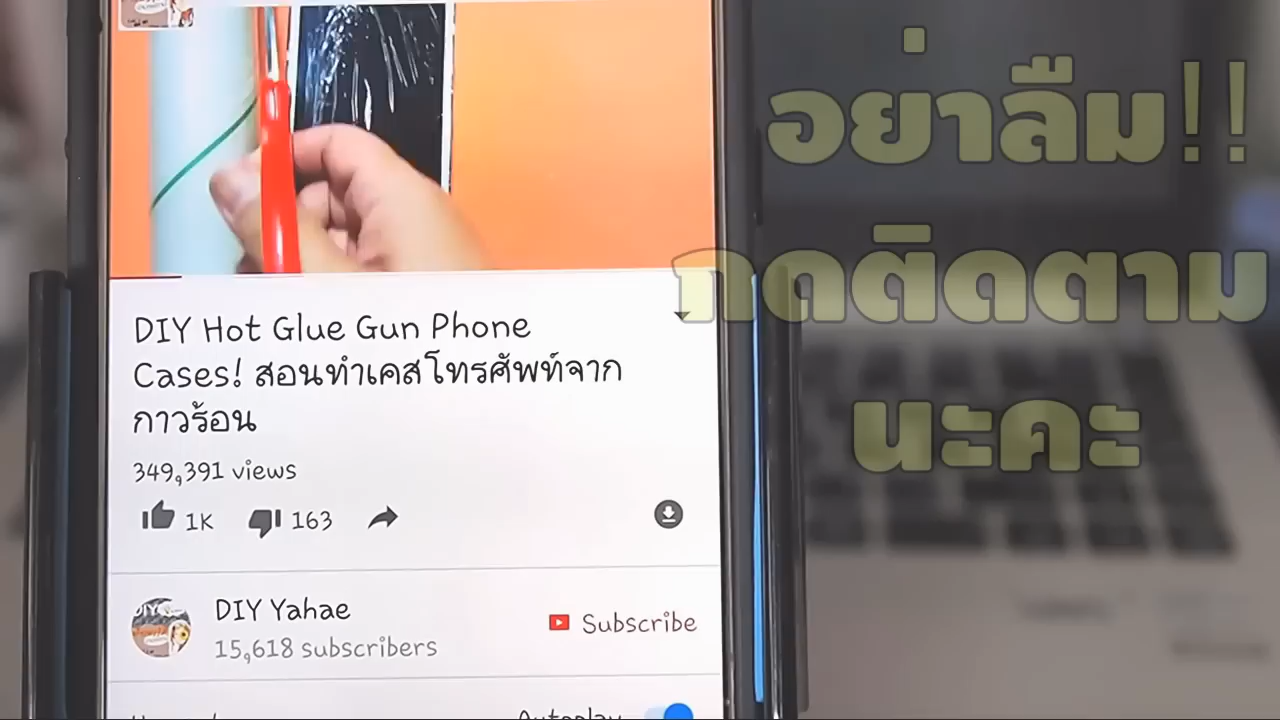 อย่าลืม!!
กดติดตาม
นะคะ
DIY Hot Glue Gun Phone
Cases! สอนทำเคสโทรศัพท์จาก
กาวร้อน
349,391 views
1K 163
DIY Yahae
15,618 subscribers
Subscribe
Autoplay